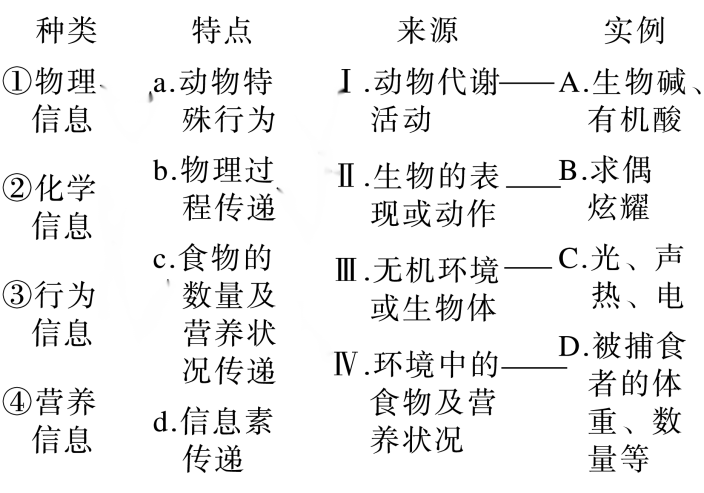 种类 特点 来源 实例
①物理 a.动物特 Ⅰ.动物代谢——A.生物碱、
信息 殊行为 活动 有机酸
②化学 b.物理过 Ⅱ.生物的表——B.求偶
信息 程传递 现或动作 炫耀
c.食物的 Ⅲ.无机环境——C.光、声
③行为 数量及 或生物体 热、电
信息 营养状
况传递 Ⅳ.环境中的——D.被捕食
④营养 食物及营 者的体
信息 d.信息素 养状况 重、数
传递 量等